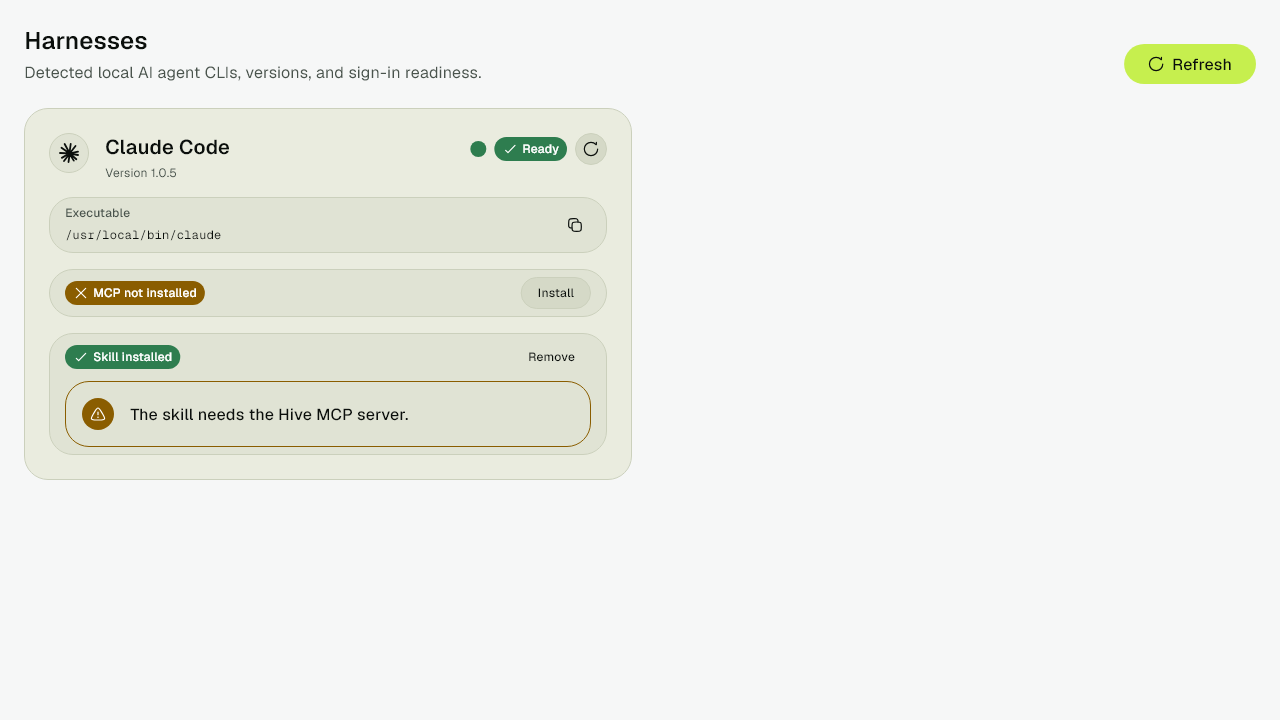 Harnesses
Detected local AI agent CLIs, versions, and sign-in readiness.
Refresh
Claude Code
Version 1.0.5
Ready
Executable
/usr/local/bin/claude
MCP not installed
Install
Skill installed
Remove
The skill needs the Hive MCP server.